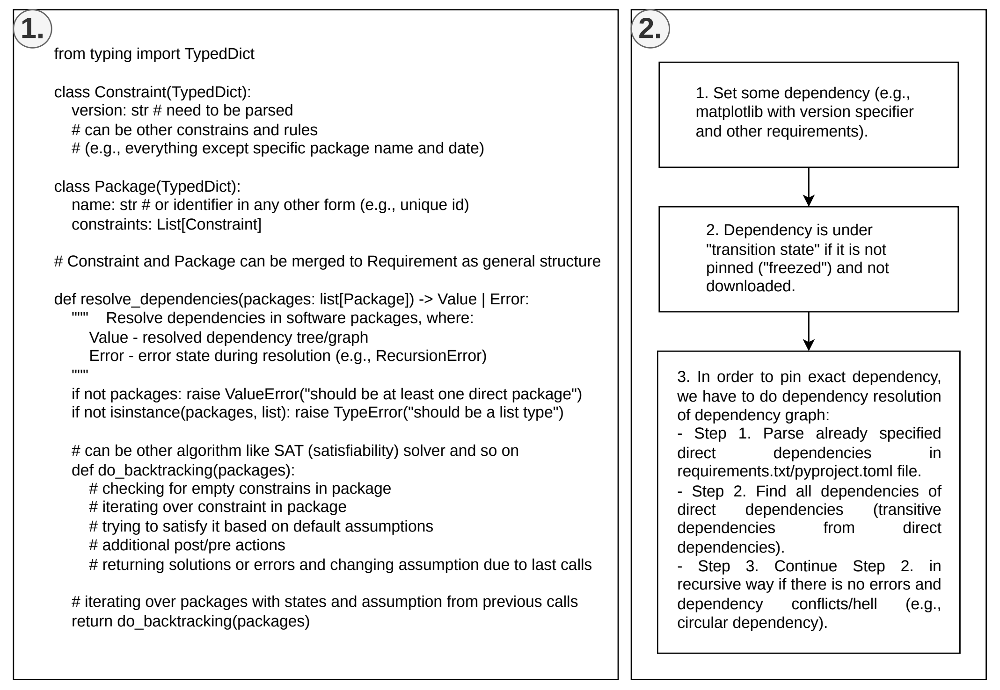 1.
from typing import TypedDict
class Constraint(TypedDict):
version: str # need to be parsed
# can be other constrains and rules
# (e.g., everything except specific package name and date)
class Package(TypedDict):
name: str # or identifier in any other form (e.g., unique id)
constraints: List[Constraint]
# Constraint and Package can be merged to Requirement as general structure
def resolve_dependencies(packages: list[Package]) -> Value | Error:
""" Resolve dependencies in software packages, where:
Value - resolved dependency tree/graph
Error - error state during resolution (e.g., RecursionError)
"""
if not packages: raise ValueError("should be at least one direct package")
if not isinstance(packages, list): raise TypeError("should be a list type")
# can be other algorithm like SAT (satisfiability) solver and so on
def do_backtracking(packages):
# checking for empty constrains in package
# iterating over constraint in package
# trying to satisfy it based on default assumptions
# additional post/pre actions
# returning solutions or errors and changing assumption due to last calls
# iterating over packages with states and assumption from previous calls
return do_backtracking(packages)
2.
1. Set some dependency (e.g.,
matplotlib with version specifier
and other requirements).
2. Dependency is under
"transition state" if it is not
pinned ("freezed") and not
downloaded.
3. In order to pin exact dependency,
we have to do dependency resolution
of dependency graph:
- Step 1. Parse already specified
direct dependencies in
requirements.txt/pyproject.toml file.
- Step 2. Find all dependencies of
direct dependencies (transitive
dependencies from direct
dependencies).
- Step 3. Continue Step 2. in
recursive way if there is no errors and
dependency conflicts/hell (e.g.,
circular dependency).